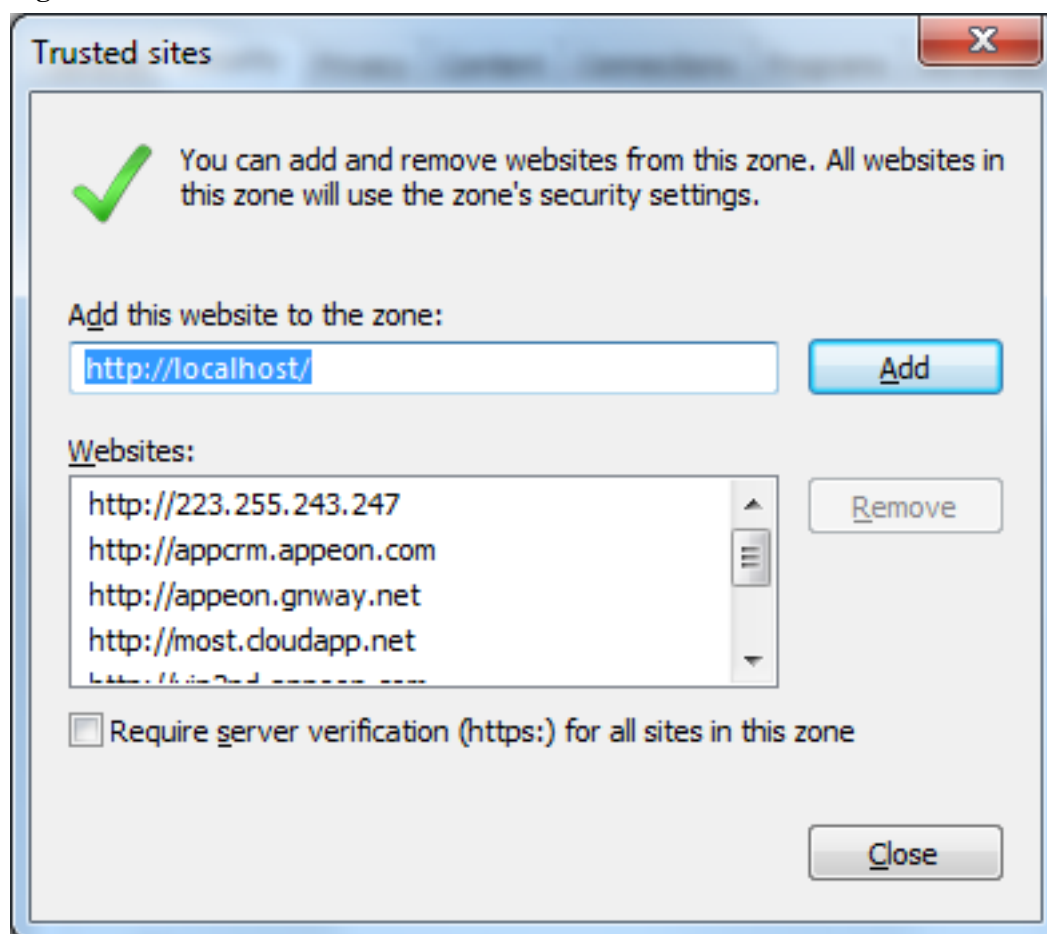 Trusted sites
You can add and remove websites from this zone. All websites in
this zone will use the zone's security settings.
Add this website to the zone:
http://localhost/
Add
Websites:
http://223.255.243.247
Remove
http://appcrm.appeon.com
http://appeon.gnway.net
http://most.cloudapp.net
Require server verification (https:) for all sites in this zone
Close